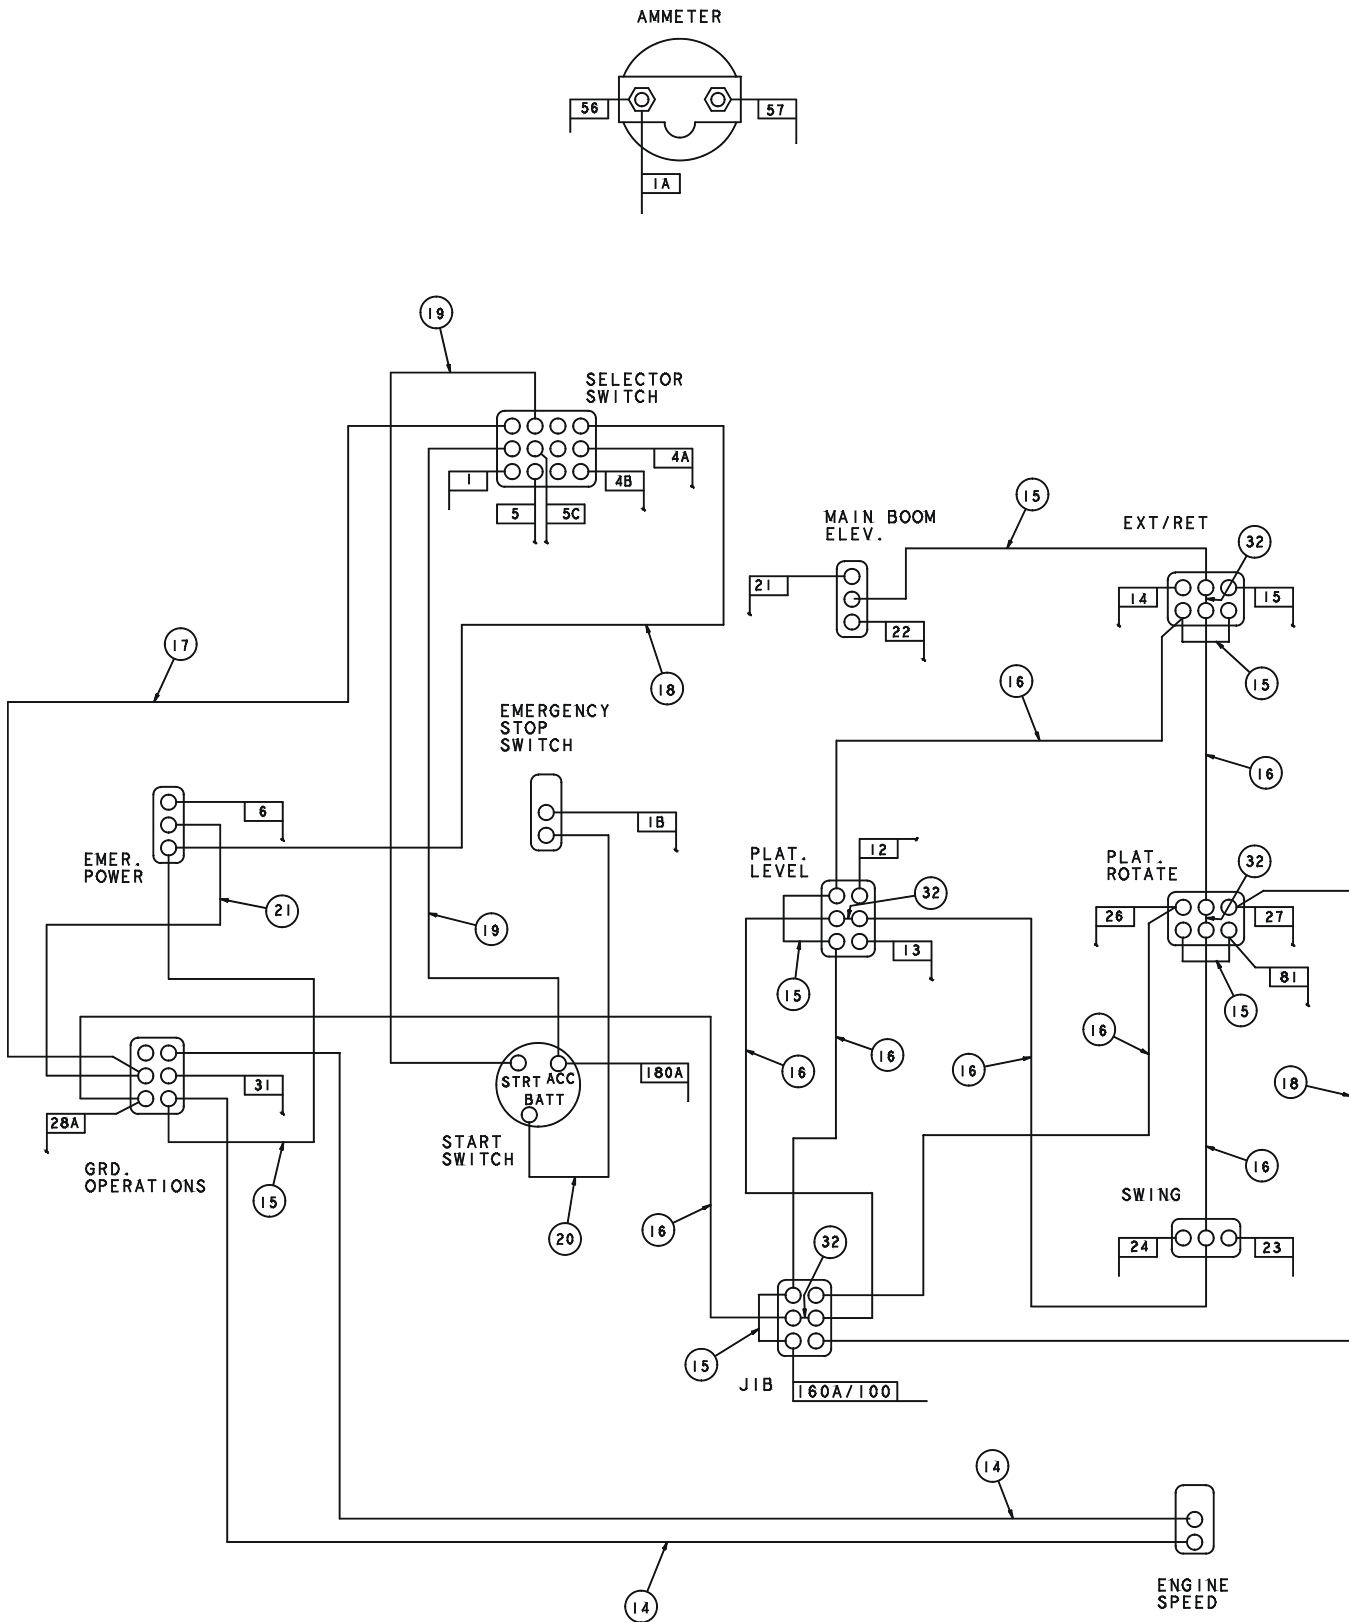 AMMETER
56
57
1A
19
SELECTOR
SWITCH
4A
1
4B
5
5C
15
MAIN BOOM
ELEV.
EXT/RET
32
21
14
15
22
17
16
18
15
EMERGENCY
STOP
SWITCH
16
6
1B
EMER.
POWER
12
PLAT.
LEVEL
PLAT.
ROTATE
32
32
21
26
27
19
13
81
15
15
16
16
16
16
18
31
180A
STRT
ACC
BATT
28A
START
SWITCH
GRD.
OPERATIONS
16
15
SWING
20
16
32
24
23
15
JIB
160A/100
14
14
ENGINE
SPEED